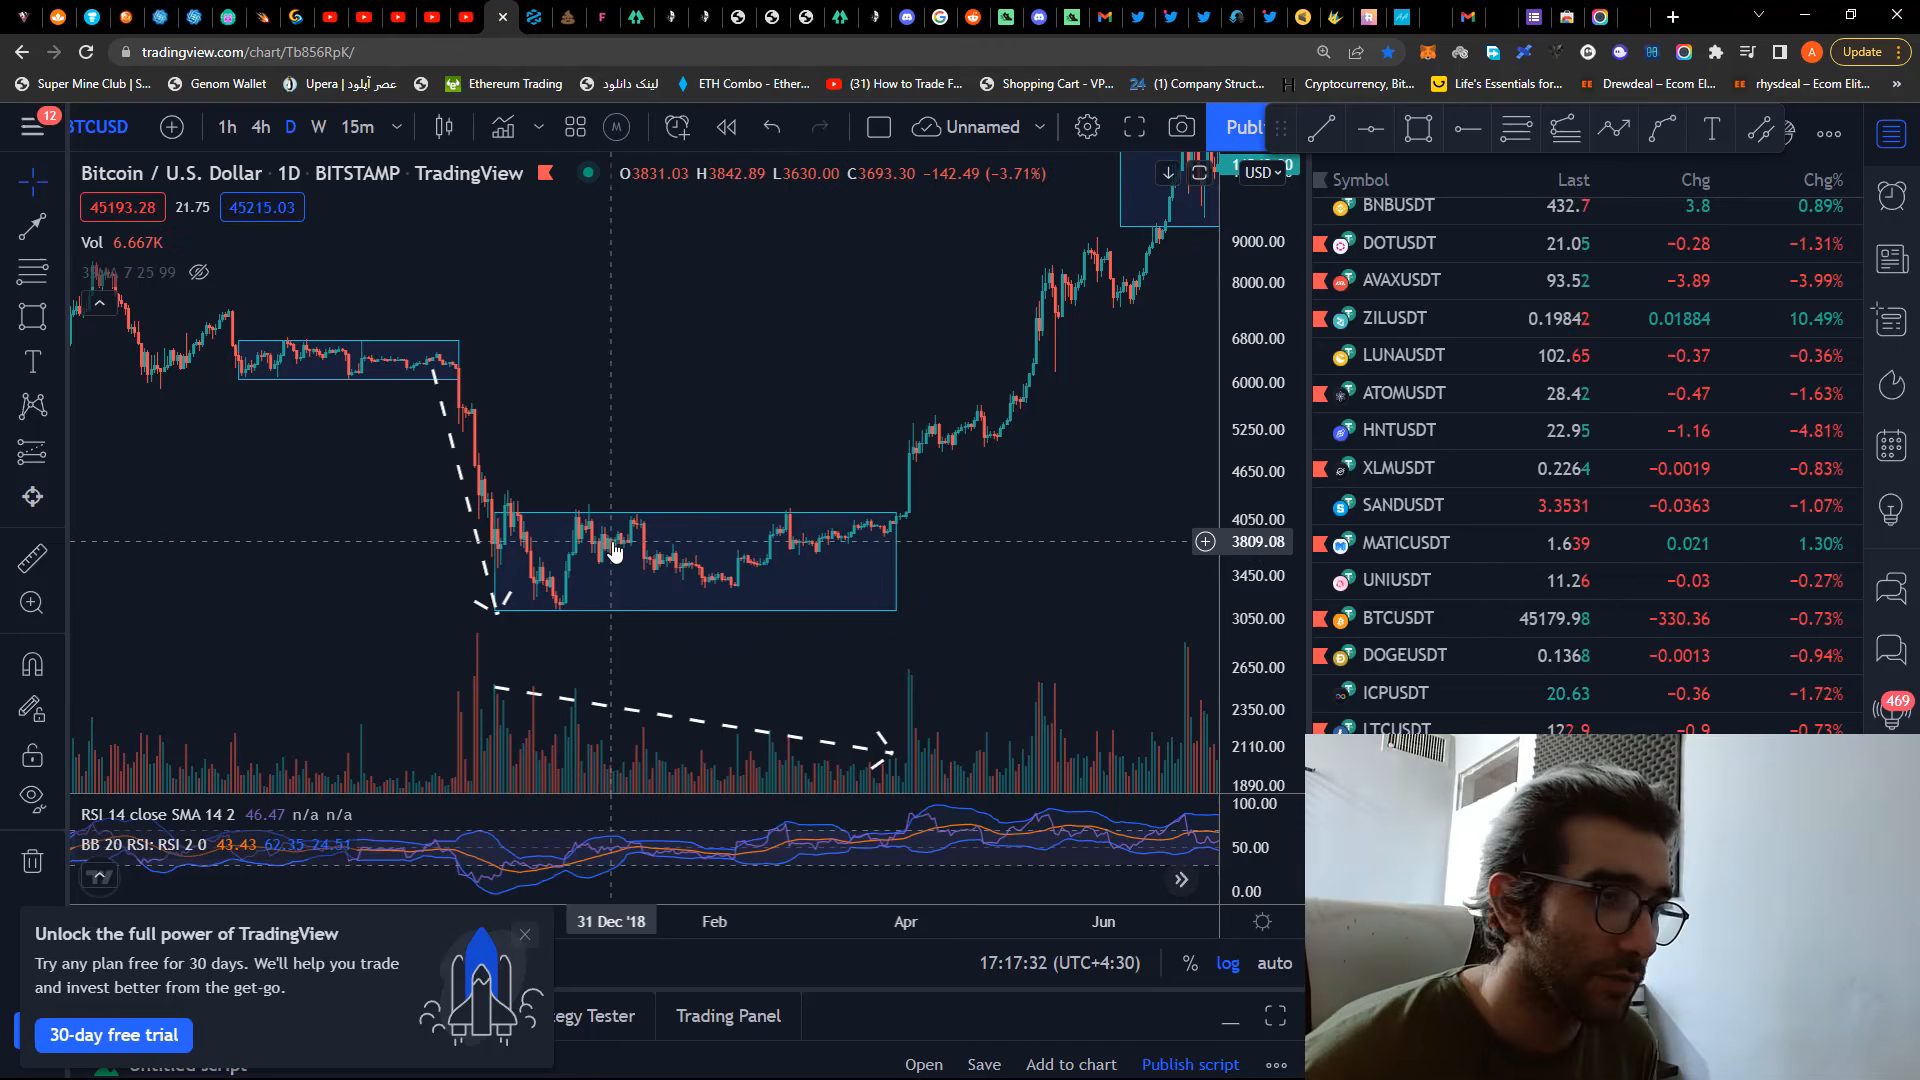 tradingview.com/chart/Tb856RpK/
Update
Super Mine Club | S...
Genom Wallet
Upera | عصر آپلود
Ethereum Trading
لینک دانلود
ETH Combo - Ether...
(31) How to Trade F...
Shopping Cart - VP...
(1) Company Struct...
Cryptocurrency, Bit...
Life's Essentials for...
Drewdeal – Ecom El...
rhysdeal – Ecom Elit...
12
BTCUSD
1h 4h D W 15m
Unnamed
Publ
Bitcoin / U.S. Dollar · 1D · BITSTAMP · TradingView
O3831.03 H3842.89 L3630.00 C3693.30 −142.49 (−3.71%)
USD
45193.28 21.75 45215.03
Vol 6.667K
3SMA 7 25 99
9000.00
8000.00
6800.00
6000.00
5250.00
4650.00
4050.00
3809.08
3450.00
3050.00
2650.00
2350.00
2110.00
1890.00
RSI 14 close SMA 14 2 46.47 n/a n/a
BB 20 RSI: RSI 2 0 43.43 62.35 24.51
100.00
50.00
0.00
31 Dec '18
Feb
Apr
Jun
17:17:32 (UTC+4:30)
% log auto
Unlock the full power of TradingView
Try any plan free for 30 days. We'll help you trade
and invest better from the get-go.
30-day free trial
egy Tester
Trading Panel
Untitled script
Open Save Add to chart Publish script
Symbol Last Chg Chg%
BNBUSDT 432.7 3.8 0.89%
DOTUSDT 21.05 −0.28 −1.31%
AVAXUSDT 93.52 −3.89 −3.99%
ZILUSDT 0.19842 0.01884 10.49%
LUNAUSDT 102.65 −0.37 −0.36%
ATOMUSDT 28.42 −0.47 −1.63%
HNTUSDT 22.95 −1.16 −4.81%
XLMUSDT 0.2264 −0.0019 −0.83%
SANDUSDT 3.3531 −0.0363 −1.07%
MATICUSDT 1.639 0.021 1.30%
UNIUSDT 11.26 −0.03 −0.27%
BTCUSDT 45179.98 −330.36 −0.73%
DOGEUSDT 0.1368 −0.0013 −0.94%
ICPUSDT 20.63 −0.36 −1.72%
LTCUSDT 122.9 −0.9 −0.73%
469